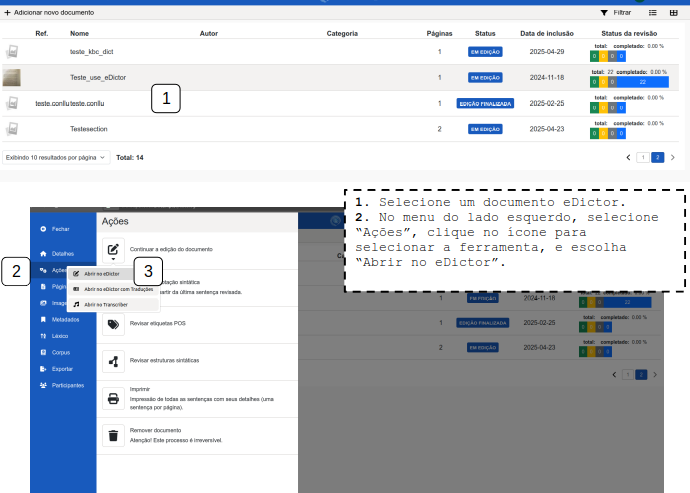 + Adicionar novo documento
Filtrar
Ref. Nome Autor Categoria Páginas Status Data de inclusão Status da revisão
teste_kbc_dict 1 EM EDIÇÃO 2025-04-29 total: completado: 0.00 %
0 0 0 0
Teste_use_eDictor 1 EM EDIÇÃO 2024-11-18 total: 22 completado: 0.00 %
0 0 0 22
1
teste.conllu teste.conllu 1 EDIÇÃO FINALIZADA 2025-02-25 total: completado: 0.00 %
0 0 0 0
Testesection 2 EM EDIÇÃO 2025-04-23 total: completado: 0.00 %
0 0 0 0
Exibindo 10 resultados por página Total: 14 < 1 2 >
1. Selecione um documento eDictor.
2. No menu do lado esquerdo, selecione
“Ações”, clique no ícone para
selecionar a ferramenta, e escolha
“Abrir no eDictor”.
Fechar
Detalhes
Ações
Págin
Image
Metadados
Léxico
Corpus
Exportar
Participantes
2
Ações
Continuar a edição do documento
Abrir no eDictor
Abrir no eDictor com Traduções
Abrir no Transcriber
3
otação sintática
artir da última sentença revisada.
Revisar etiquetas POS
Revisar estruturas sintáticas
Imprimir
Impressão de todas as sentenças com seus detalhes (uma
sentença por página).
Remover documento
Atenção! Este processo é irreversível.
Ca
1 EM EDIÇÃO 2024-11-18
0 0 0 22
1 EDIÇÃO FINALIZADA 2025-02-25 total: completado: 0.00 %
0 0 0 0
2 EM EDIÇÃO 2025-04-23 total: completado: 0.00 %
0 0 0 0
< 1 2 >